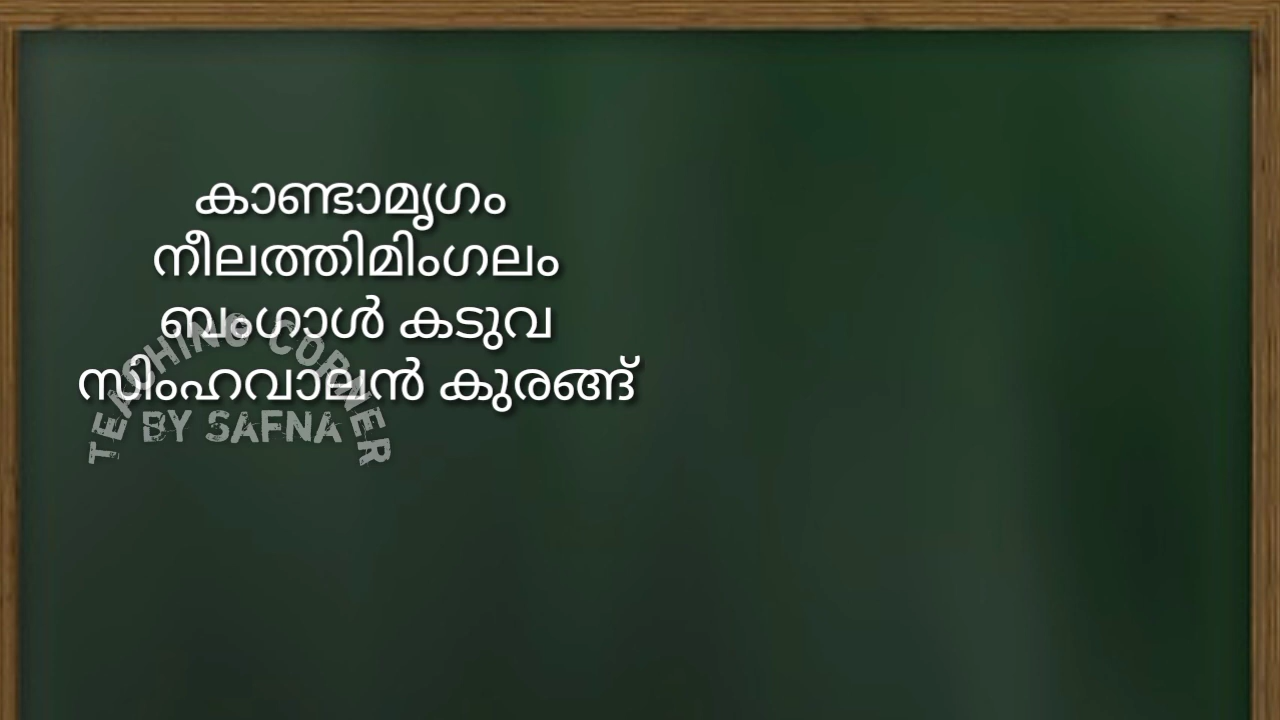 കാണ്ടാമൃഗം
നീലത്തിമിംഗലം
ബംഗാൾ കടുവ
സിംഹവാലൻ കുരങ്ങ്
TEACHING CORNER
BY SAFNA